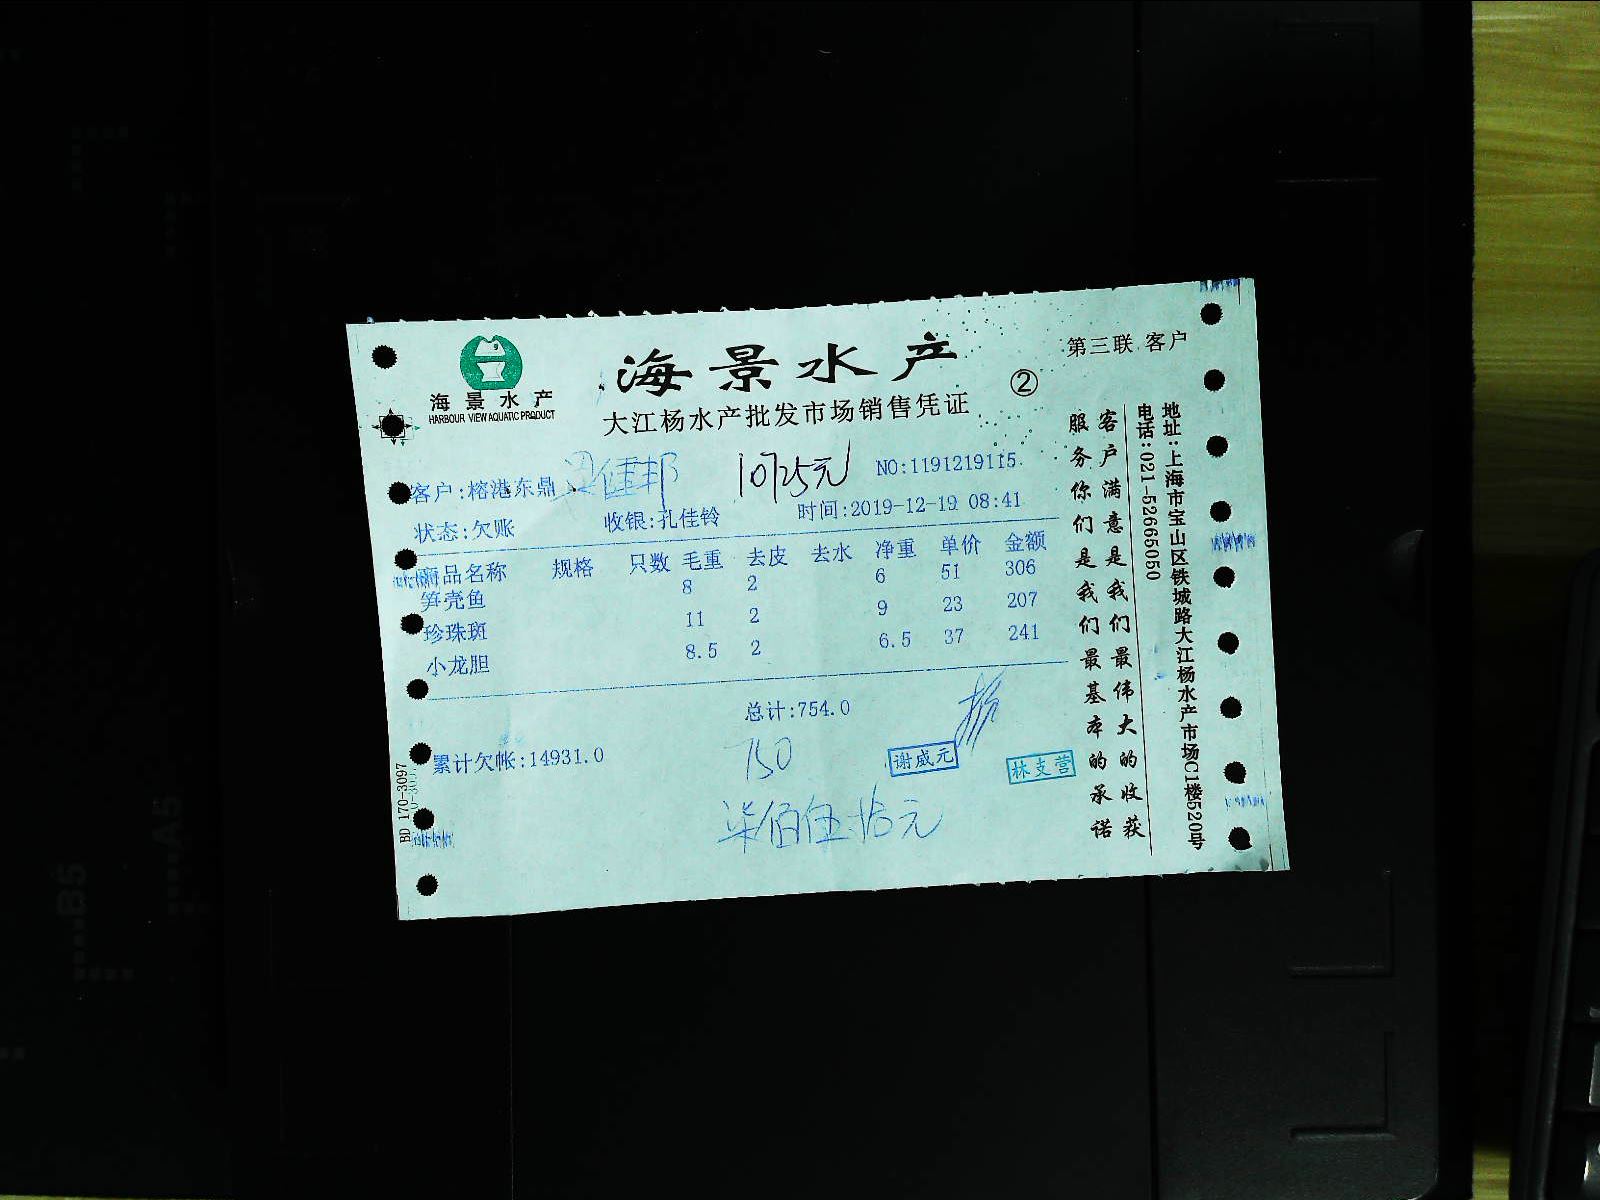 海景水产
HARBOUR VIEW AQUATIC PRODUCT
海景水产
大江杨水产批发市场销售凭证
②
第三联 客户
客户:榕港东鼎
10725元
NO:1191219115
状态:欠账 收银:孔佳铃 时间:2019-12-19 08:41
商品名称 规格 只数 毛重 去皮 去水 净重 单价 金额
笋壳鱼 8 2 6 51 306
珍珠斑 11 2 9 23 207
小龙胆 8.5 2 6.5 37 241
总计:754.0
累计欠帐:14931.0
750
谢威元
林支营
柒佰伍拾元
客户满意是我们最伟大的收获
服务你们是我们最基本的承诺
地址:上海市宝山区铁城路大江杨水产市场C1楼520号
电话:021-52665050
BD 170-3097
A5
B5